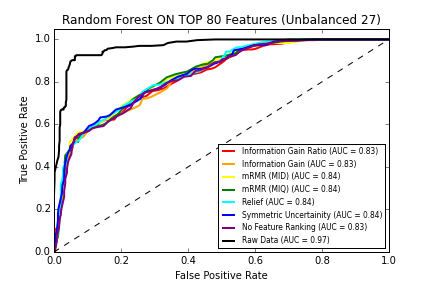 Random Forest ON TOP 80 Features (Unbalanced 27)
True Positive Rate
1.0
0.8
0.6
0.4
0.2
0.0
Information Gain Ratio (AUC = 0.83)
Information Gain (AUC = 0.83)
mRMR (MID) (AUC = 0.84)
mRMR (MIQ) (AUC = 0.84)
Relief (AUC = 0.84)
Symmetric Uncertainity (AUC = 0.84)
No Feature Ranking (AUC = 0.83)
Raw Data (AUC = 0.97)
0.0 0.2 0.4 0.6 0.8 1.0
False Positive Rate